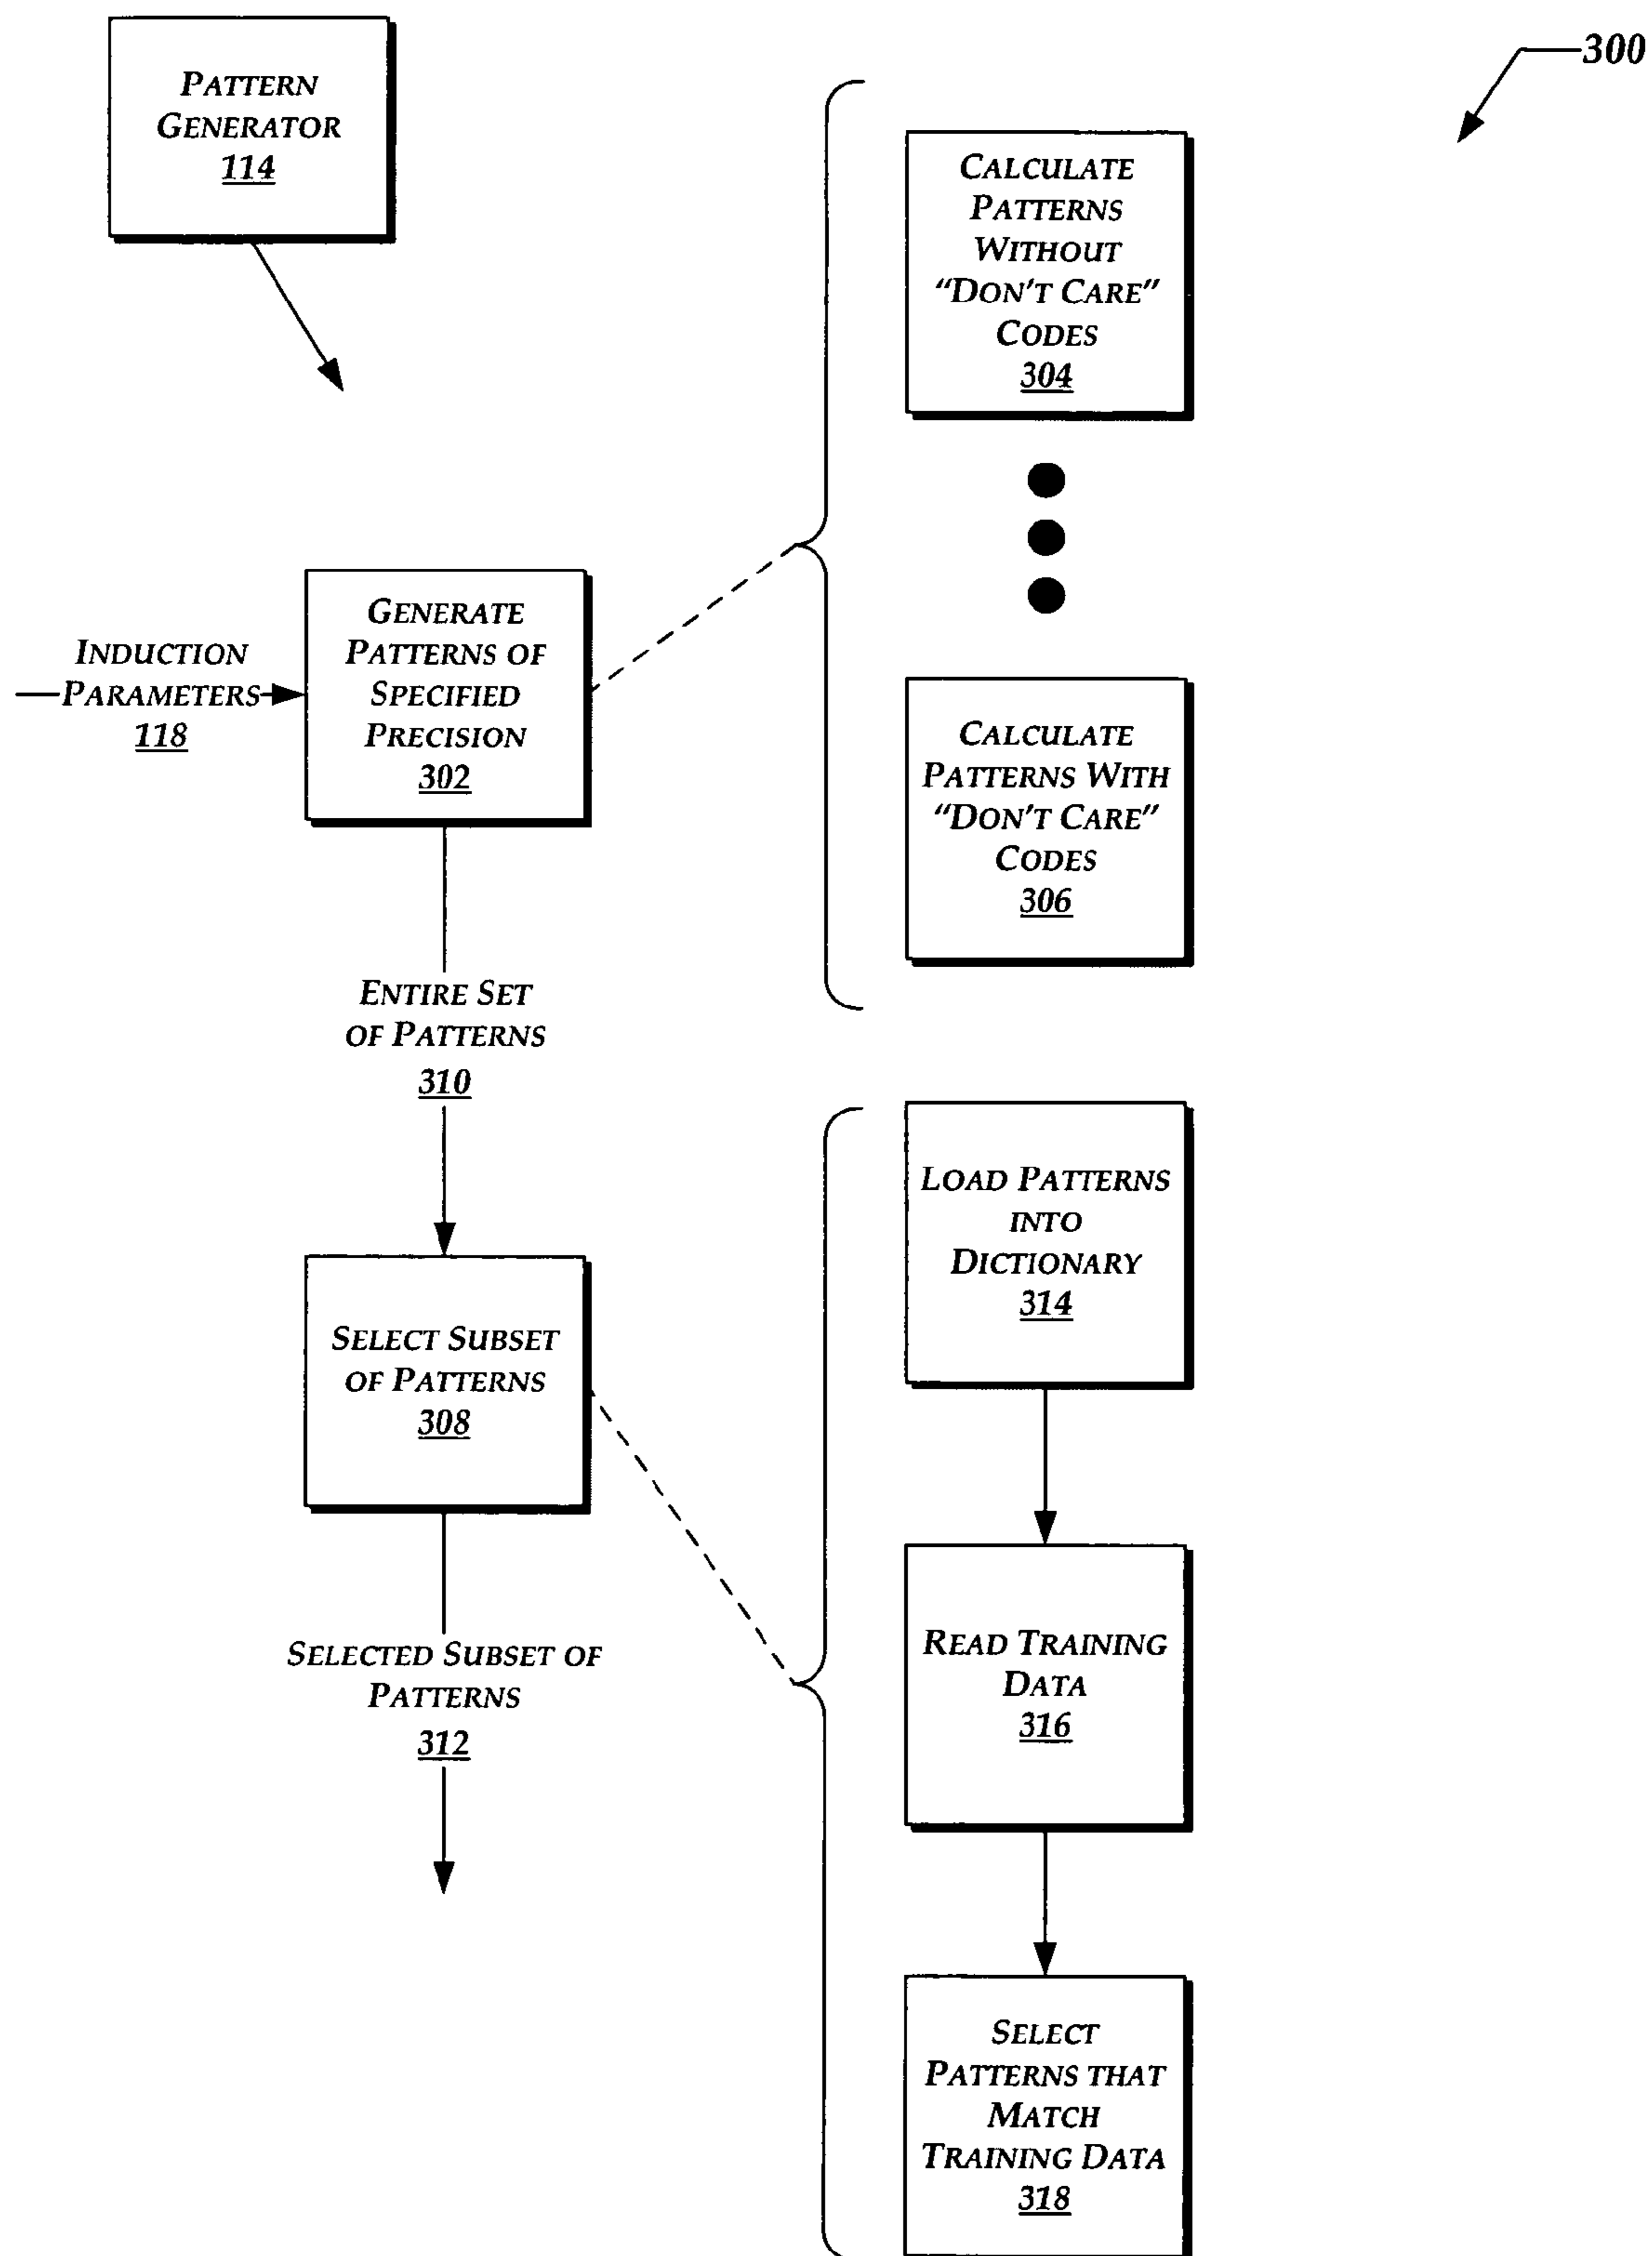 300
PATTERN
GENERATOR
114
CALCULATE
PATTERNS
WITHOUT
"DON'T CARE"
CODES
304
INDUCTION
PARAMETERS
118
GENERATE
PATTERNS OF
SPECIFIED
PRECISION
302
CALCULATE
PATTERNS WITH
"DON'T CARE"
CODES
306
ENTIRE SET
OF PATTERNS
310
SELECT SUBSET
OF PATTERNS
308
LOAD PATTERNS
INTO
DICTIONARY
314
READ TRAINING
DATA
316
SELECTED SUBSET OF
PATTERNS
312
SELECT
PATTERNS THAT
MATCH
TRAINING DATA
318